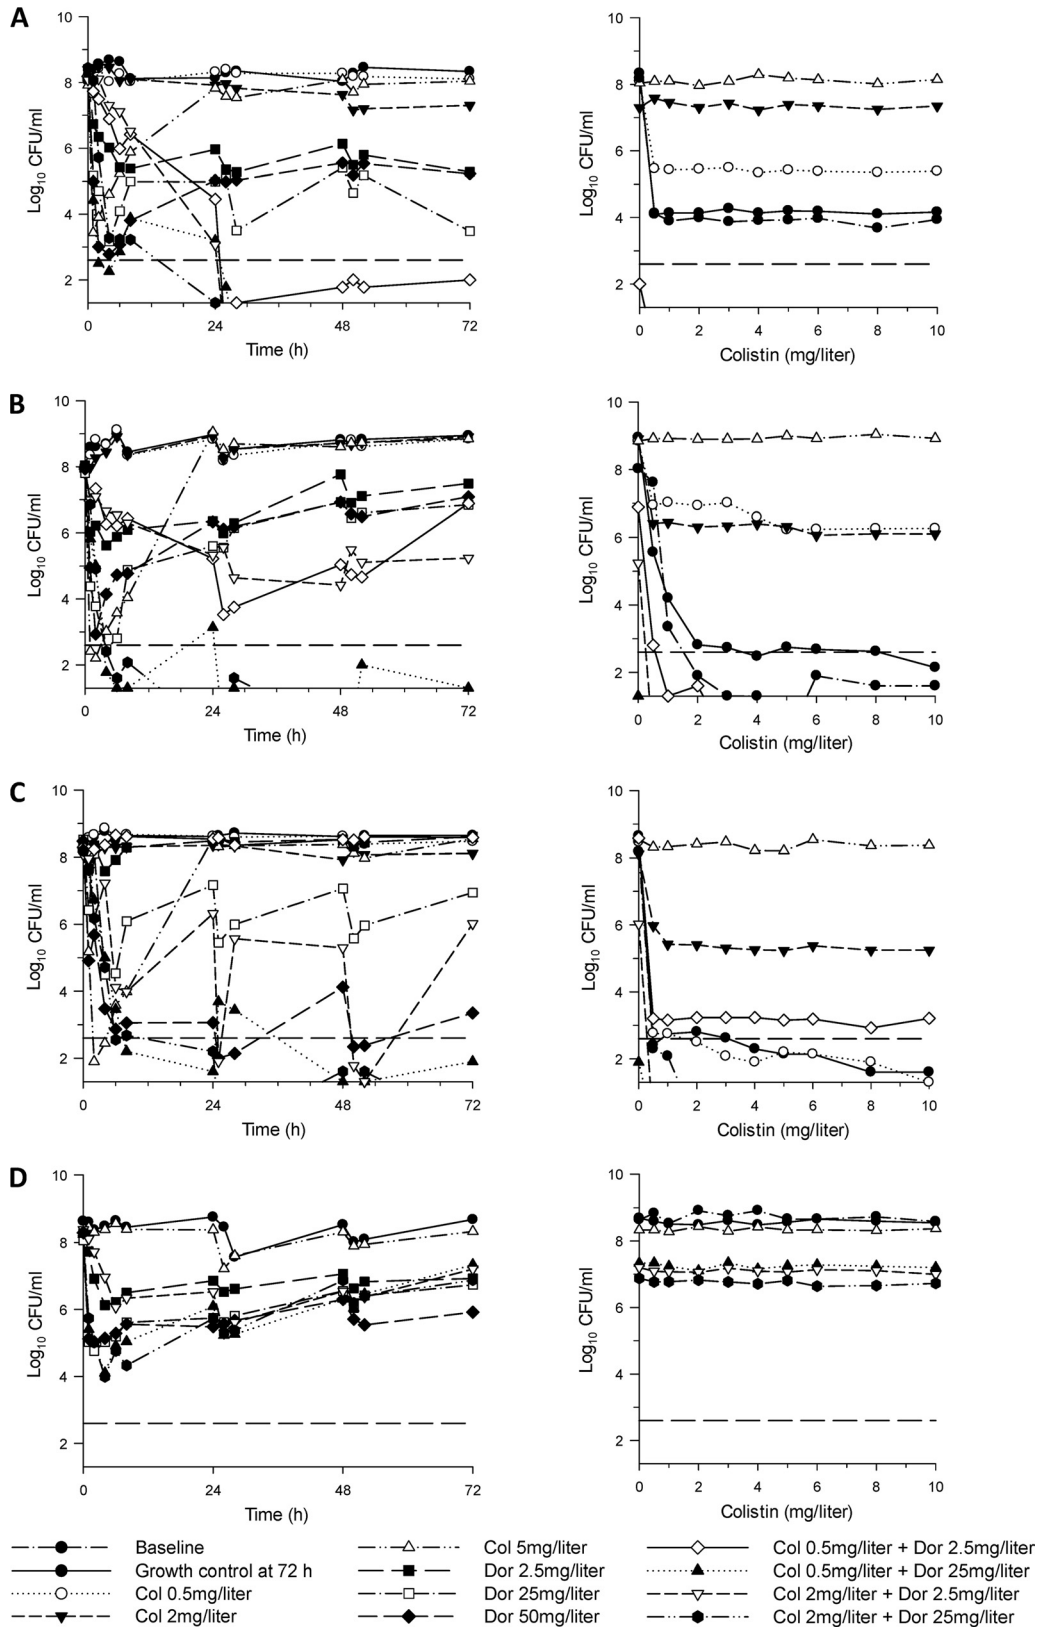 A
10
8
6
4
2
Log10 CFU/ml
0
24
48
72
Time (h)
10
8
6
4
2
Log10 CFU/ml
0
2
4
6
8
10
Colistin (mg/liter)
B
10
8
6
4
2
Log10 CFU/ml
0
24
48
72
Time (h)
10
8
6
4
2
Log10 CFU/ml
0
2
4
6
8
10
Colistin (mg/liter)
C
10
8
6
4
2
Log10 CFU/ml
0
24
48
72
Time (h)
10
8
6
4
2
Log10 CFU/ml
0
2
4
6
8
10
Colistin (mg/liter)
D
10
8
6
4
2
Log10 CFU/ml
0
24
48
72
Time (h)
10
8
6
4
2
Log10 CFU/ml
0
2
4
6
8
10
Colistin (mg/liter)
Baseline
Growth control at 72 h
Col 0.5mg/liter
Col 2mg/liter
Col 5mg/liter
Dor 2.5mg/liter
Dor 25mg/liter
Dor 50mg/liter
Col 0.5mg/liter + Dor 2.5mg/liter
Col 0.5mg/liter + Dor 25mg/liter
Col 2mg/liter + Dor 2.5mg/liter
Col 2mg/liter + Dor 25mg/liter